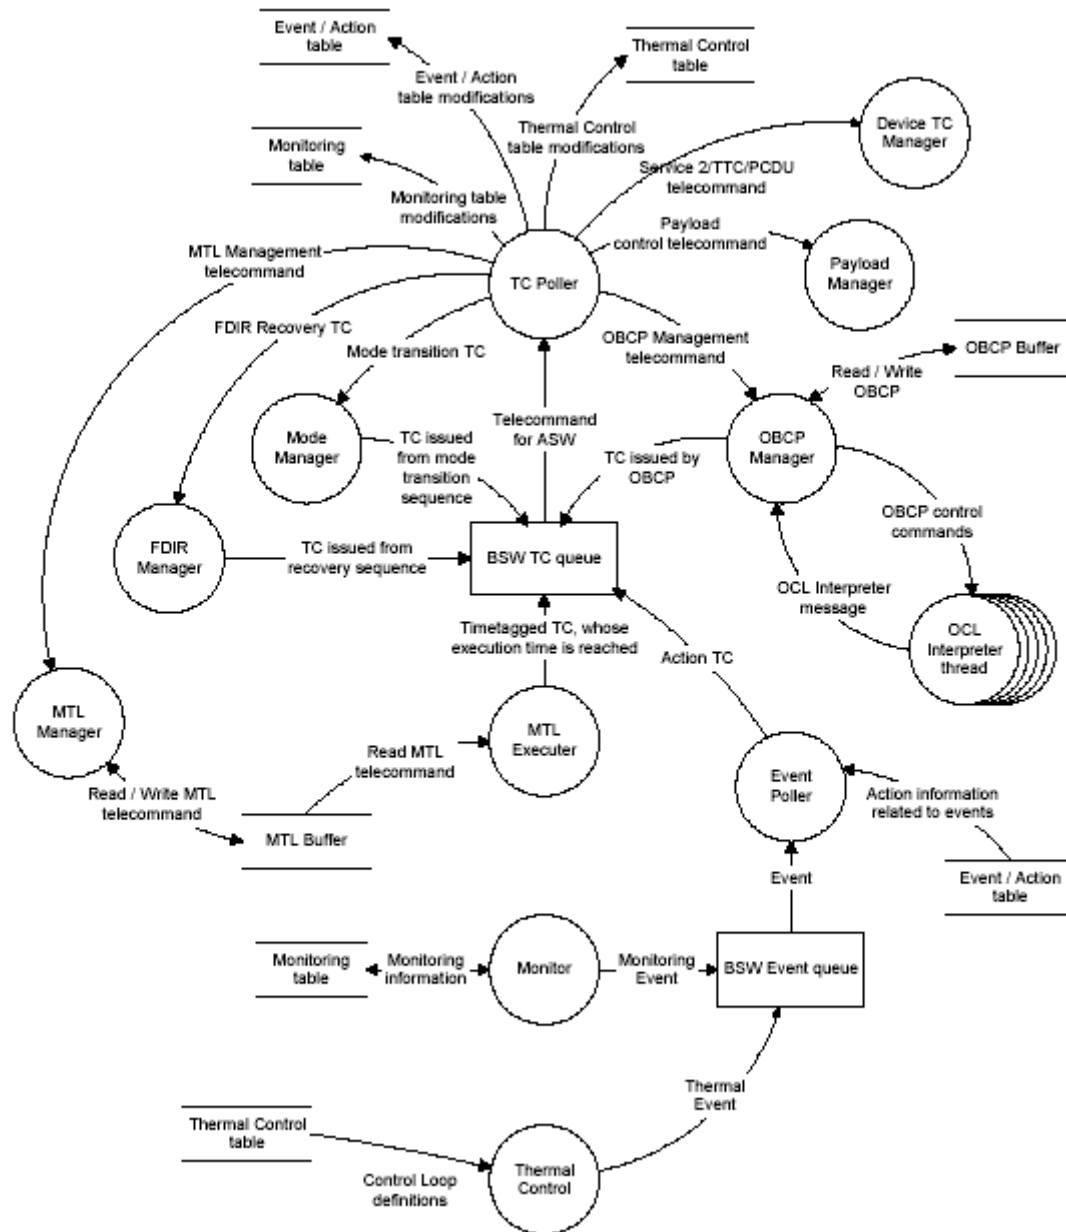 Event / Action
table
Thermal Control
table
Event / Action
table modifications
Device TC
Manager
Thermal Control
table modifications
Monitoring
table
Service 2/TTC/PCDU
telecommand
Monitoring table
modifications
Payload
control telecommand
MTL Management
telecommand
Payload
Manager
TC Poller
FDIR Recovery TC
Mode transition TC
OBCP Management
telecommand
OBCP Buffer
Read / Write
OBCP
Mode
Manager
TC issued
from mode
transition
sequence
Telecommand
for ASW
TC issued by
OBCP
OBCP
Manager
OBCP control
commands
FDIR
Manager
TC issued from
recovery sequence
BSW TC queue
OCL Interpreter
message
Timetagged TC, whose
execution time is reached
Action TC
OCL
Interpreter
thread
MTL
Manager
MTL
Executer
Read MTL
telecommand
Event
Poller
Read / Write MTL
telecommand
Action information
related to events
MTL Buffer
Event
Event / Action
table
Monitoring
table
Monitoring
information
Monitor
Monitoring
Event
BSW Event queue
Thermal
Event
Thermal Control
table
Control Loop
definitions
Thermal
Control